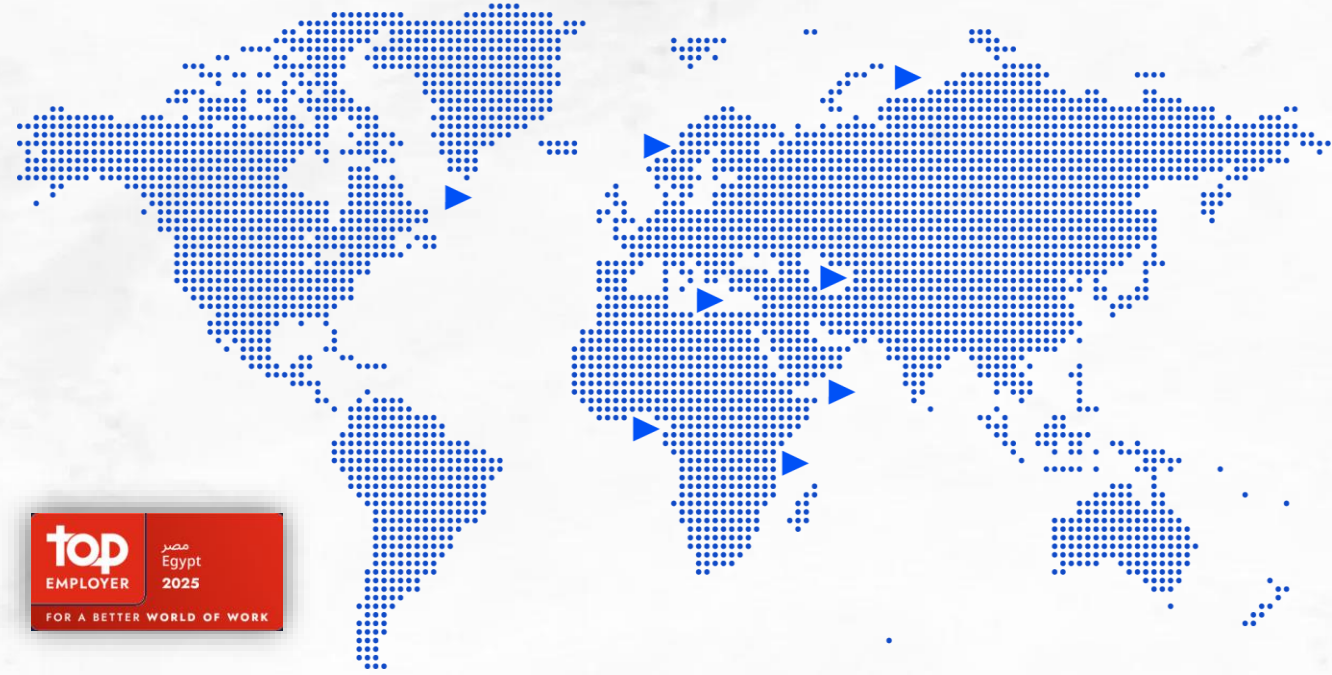 top
EMPLOYER
مصر
Egypt
2025
FOR A BETTER WORLD OF WORK